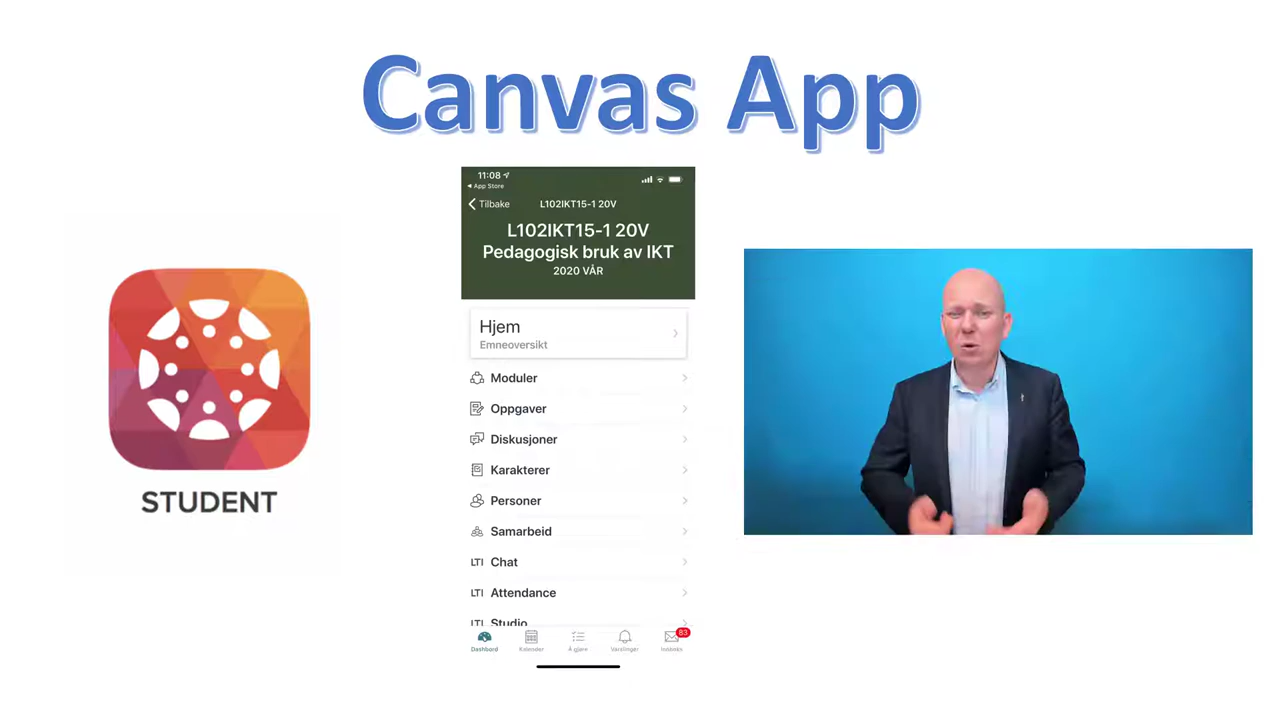 Canvas App
STUDENT
11:08
App Store
Tilbake
L102IKT15-1 20V
L102IKT15-1 20V
Pedagogisk bruk av IKT
2020 VÅR
Hjem
Emneoversikt
Moduler
Oppgaver
Diskusjoner
Karakterer
Personer
Samarbeid
LTI Chat
LTI Attendance
LTI Studio
Dashbord
Kalender
Å gjøre
Varslinger
Innboks
83